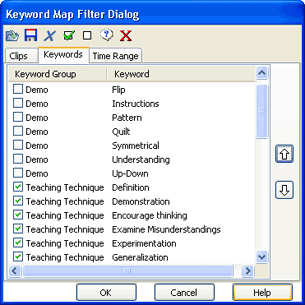 Keyword Map Filter Dialog
Clips Keywords Time Range
Keyword Group Keyword
Demo Flip
Demo Instructions
Demo Pattern
Demo Quilt
Demo Symmetrical
Demo Understanding
Demo Up-Down
Teaching Technique Definition
Teaching Technique Demonstration
Teaching Technique Encourage thinking
Teaching Technique Examine Misunderstandings
Teaching Technique Experimentation
Teaching Technique Generalization
OK Cancel Help